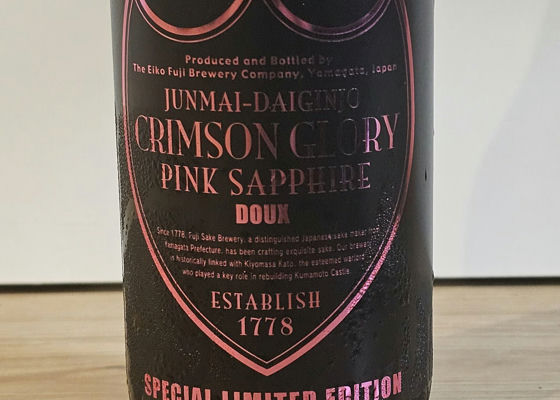 Produced and Bottled by
The Eiko Fuji Brewery Company, Yamagata, Japan
JUNMAI-DAIGINJO
CRIMSON GLORY
PINK SAPPHIRE
DOUX
Since 1778, Fuji Sake Brewery, a distinguished Japanese sake maker from
Yamagata Prefecture, has been crafting exquisite sake. Our brewery
is historically linked with Kiyomasa Kato, the esteemed warlord
who played a key role in rebuilding Kumamoto Castle.
ESTABLISH
1778
SPECIAL LIMITED EDITION